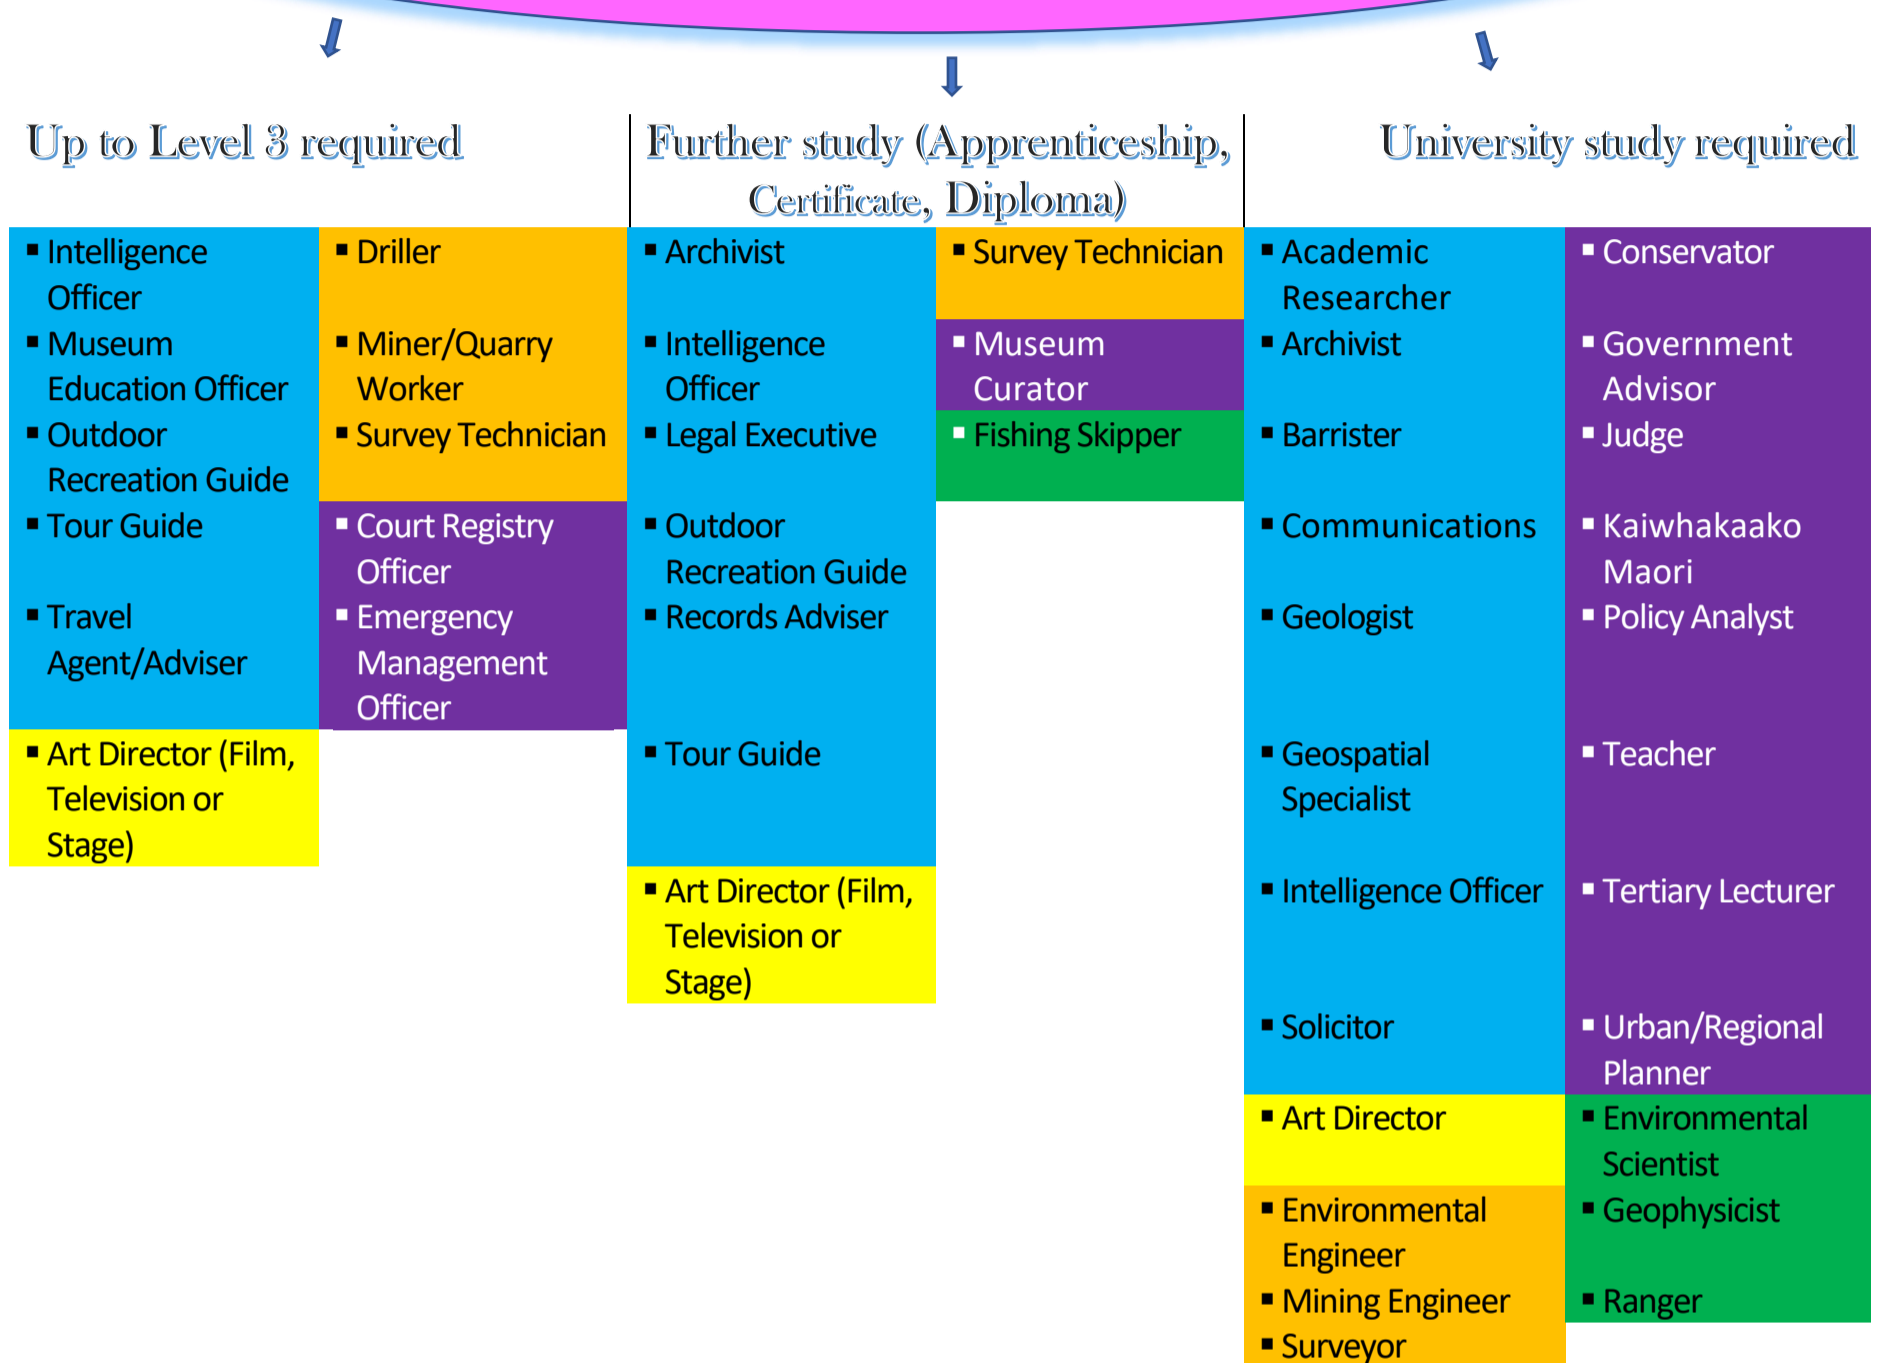 Up to Level 3 required
Further study (Apprenticeship,
Certificate, Diploma)
University study required
▪ Intelligence
Officer
▪ Museum
Education Officer
▪ Outdoor
Recreation Guide
▪ Tour Guide
▪ Travel
Agent/Adviser
▪ Art Director (Film,
Television or
Stage)
▪ Driller
▪ Miner/Quarry
Worker
▪ Survey Technician
▪ Court Registry
Officer
▪ Emergency
Management
Officer
▪ Archivist
▪ Intelligence
Officer
▪ Legal Executive
▪ Outdoor
Recreation Guide
▪ Records Adviser
▪ Tour Guide
▪ Art Director (Film,
Television or
Stage)
▪ Survey Technician
▪ Museum
Curator
▪ Fishing Skipper
▪ Academic
Researcher
▪ Archivist
▪ Barrister
▪ Communications
▪ Geologist
▪ Geospatial
Specialist
▪ Intelligence Officer
▪ Solicitor
▪ Art Director
▪ Environmental
Engineer
▪ Mining Engineer
▪ Surveyor
▪ Conservator
▪ Government
Advisor
▪ Judge
▪ Kaiwhakaako
Maori
▪ Policy Analyst
▪ Teacher
▪ Tertiary Lecturer
▪ Urban/Regional
Planner
▪ Environmental
Scientist
▪ Geophysicist
▪ Ranger